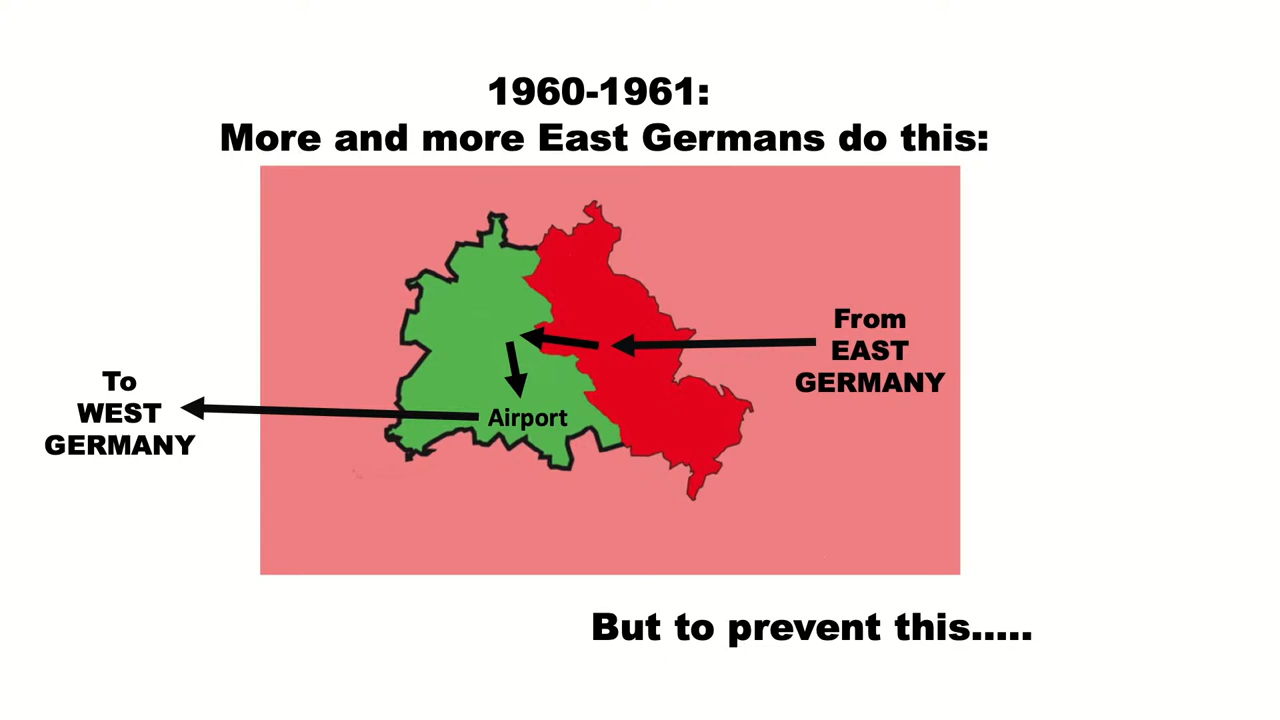 1960-1961:
More and more East Germans do this:
From
EAST
GERMANY
To
WEST
GERMANY
Airport
But to prevent this.....